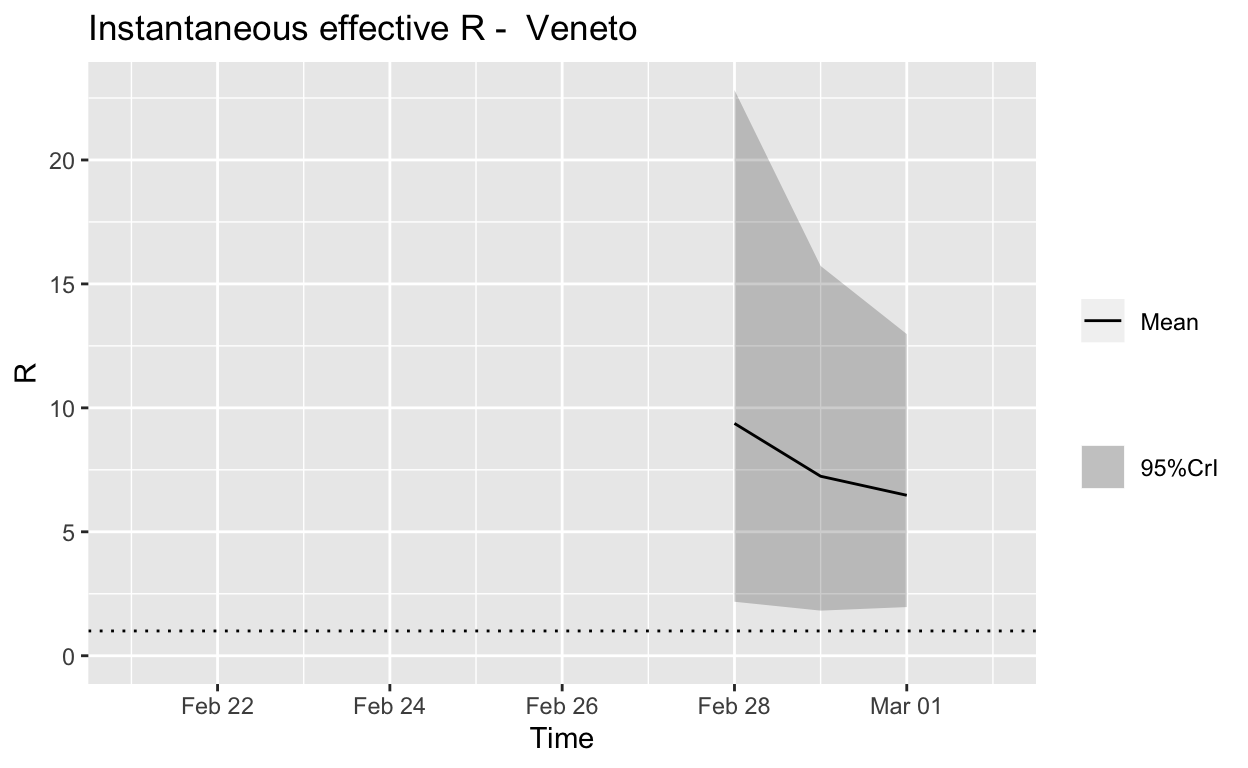 Instantaneous effective R -  Veneto
20
15
10
5
0
R
Feb 22
Feb 24
Feb 26
Feb 28
Mar 01
Time
Mean
95%CrI